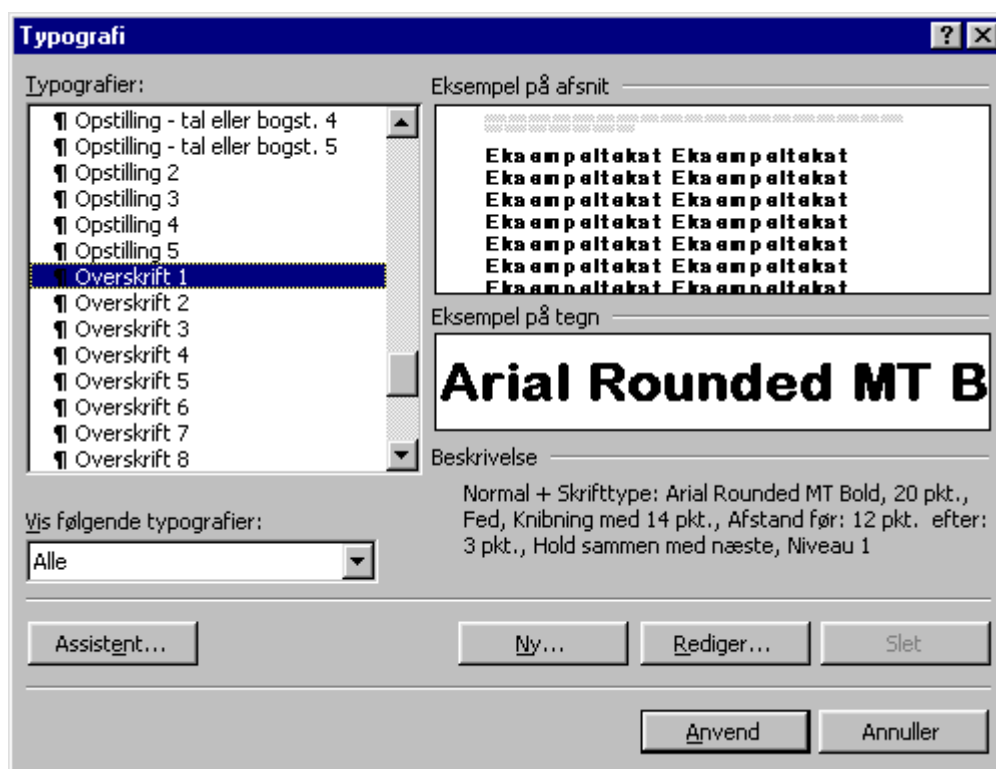 Typografi
Typografier:
¶ Opstilling - tal eller bogst. 4
¶ Opstilling - tal eller bogst. 5
¶ Opstilling 2
¶ Opstilling 3
¶ Opstilling 4
¶ Opstilling 5
¶ Overskrift 1
¶ Overskrift 2
¶ Overskrift 3
¶ Overskrift 4
¶ Overskrift 5
¶ Overskrift 6
¶ Overskrift 7
¶ Overskrift 8
Vis følgende typografier:
Alle
Eksempel på afsnit
Eksempeltekst Eksempeltekst
Eksempeltekst Eksempeltekst
Eksempeltekst Eksempeltekst
Eksempeltekst Eksempeltekst
Eksempeltekst Eksempeltekst
Eksempeltekst Eksempeltekst
Eksempeltekst Eksempeltekst
Eksempel på tegn
Arial Rounded MT B
Beskrivelse
Normal + Skrifttype: Arial Rounded MT Bold, 20 pkt.,
Fed, Knibning med 14 pkt., Afstand før: 12 pkt. efter:
3 pkt., Hold sammen med næste, Niveau 1
Assistent...
Ny...
Rediger...
Slet
Anvend
Annuller